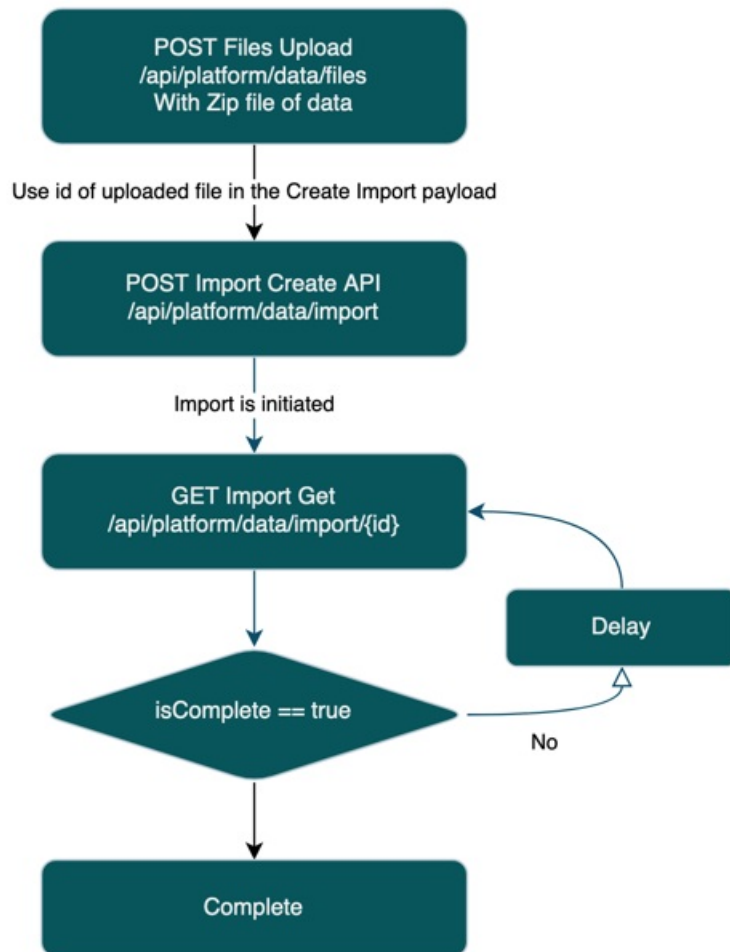 POST Files Upload
/api/platform/data/files
With Zip file of data
Use id of uploaded file in the Create Import payload
POST Import Create API
/api/platform/data/import
Import is initiated
GET Import Get
/api/platform/data/import/{id}
Delay
isComplete == true
No
Complete